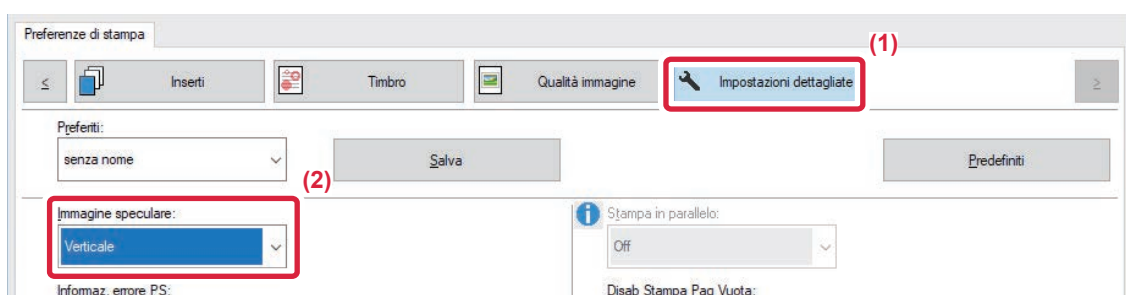 Preferenze di stampa
(1)
< Inserti Timbro Qualità immagine Impostazioni dettagliate >
Preferiti:
senza nome Salva Predefiniti
(2)
Immagine speculare: Stampa in parallelo:
Verticale Off
Informaz. errore PS: Disab Stampa Pag Vuota: